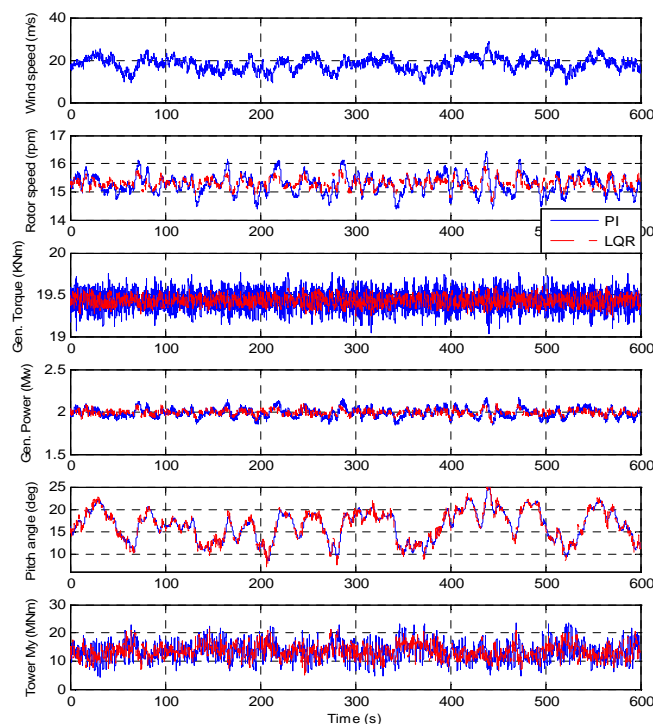 Wind speed (m/s)
40
20
0
0 100 200 300 400 500 600
Rotor speed (rpm)
17
16
15
14
0 100 200 300 400 500 600
PI
LQR
Gen. Torque (KNm)
20
19.5
19
0 100 200 300 400 500 600
Gen. Power (Mw)
2.5
2
1.5
0 100 200 300 400 500 600
Pitch angle (deg)
25
20
15
10
0 100 200 300 400 500 600
Tower My (MNm)
30
20
10
0
0 100 200 300 400 500 600
Time (s)